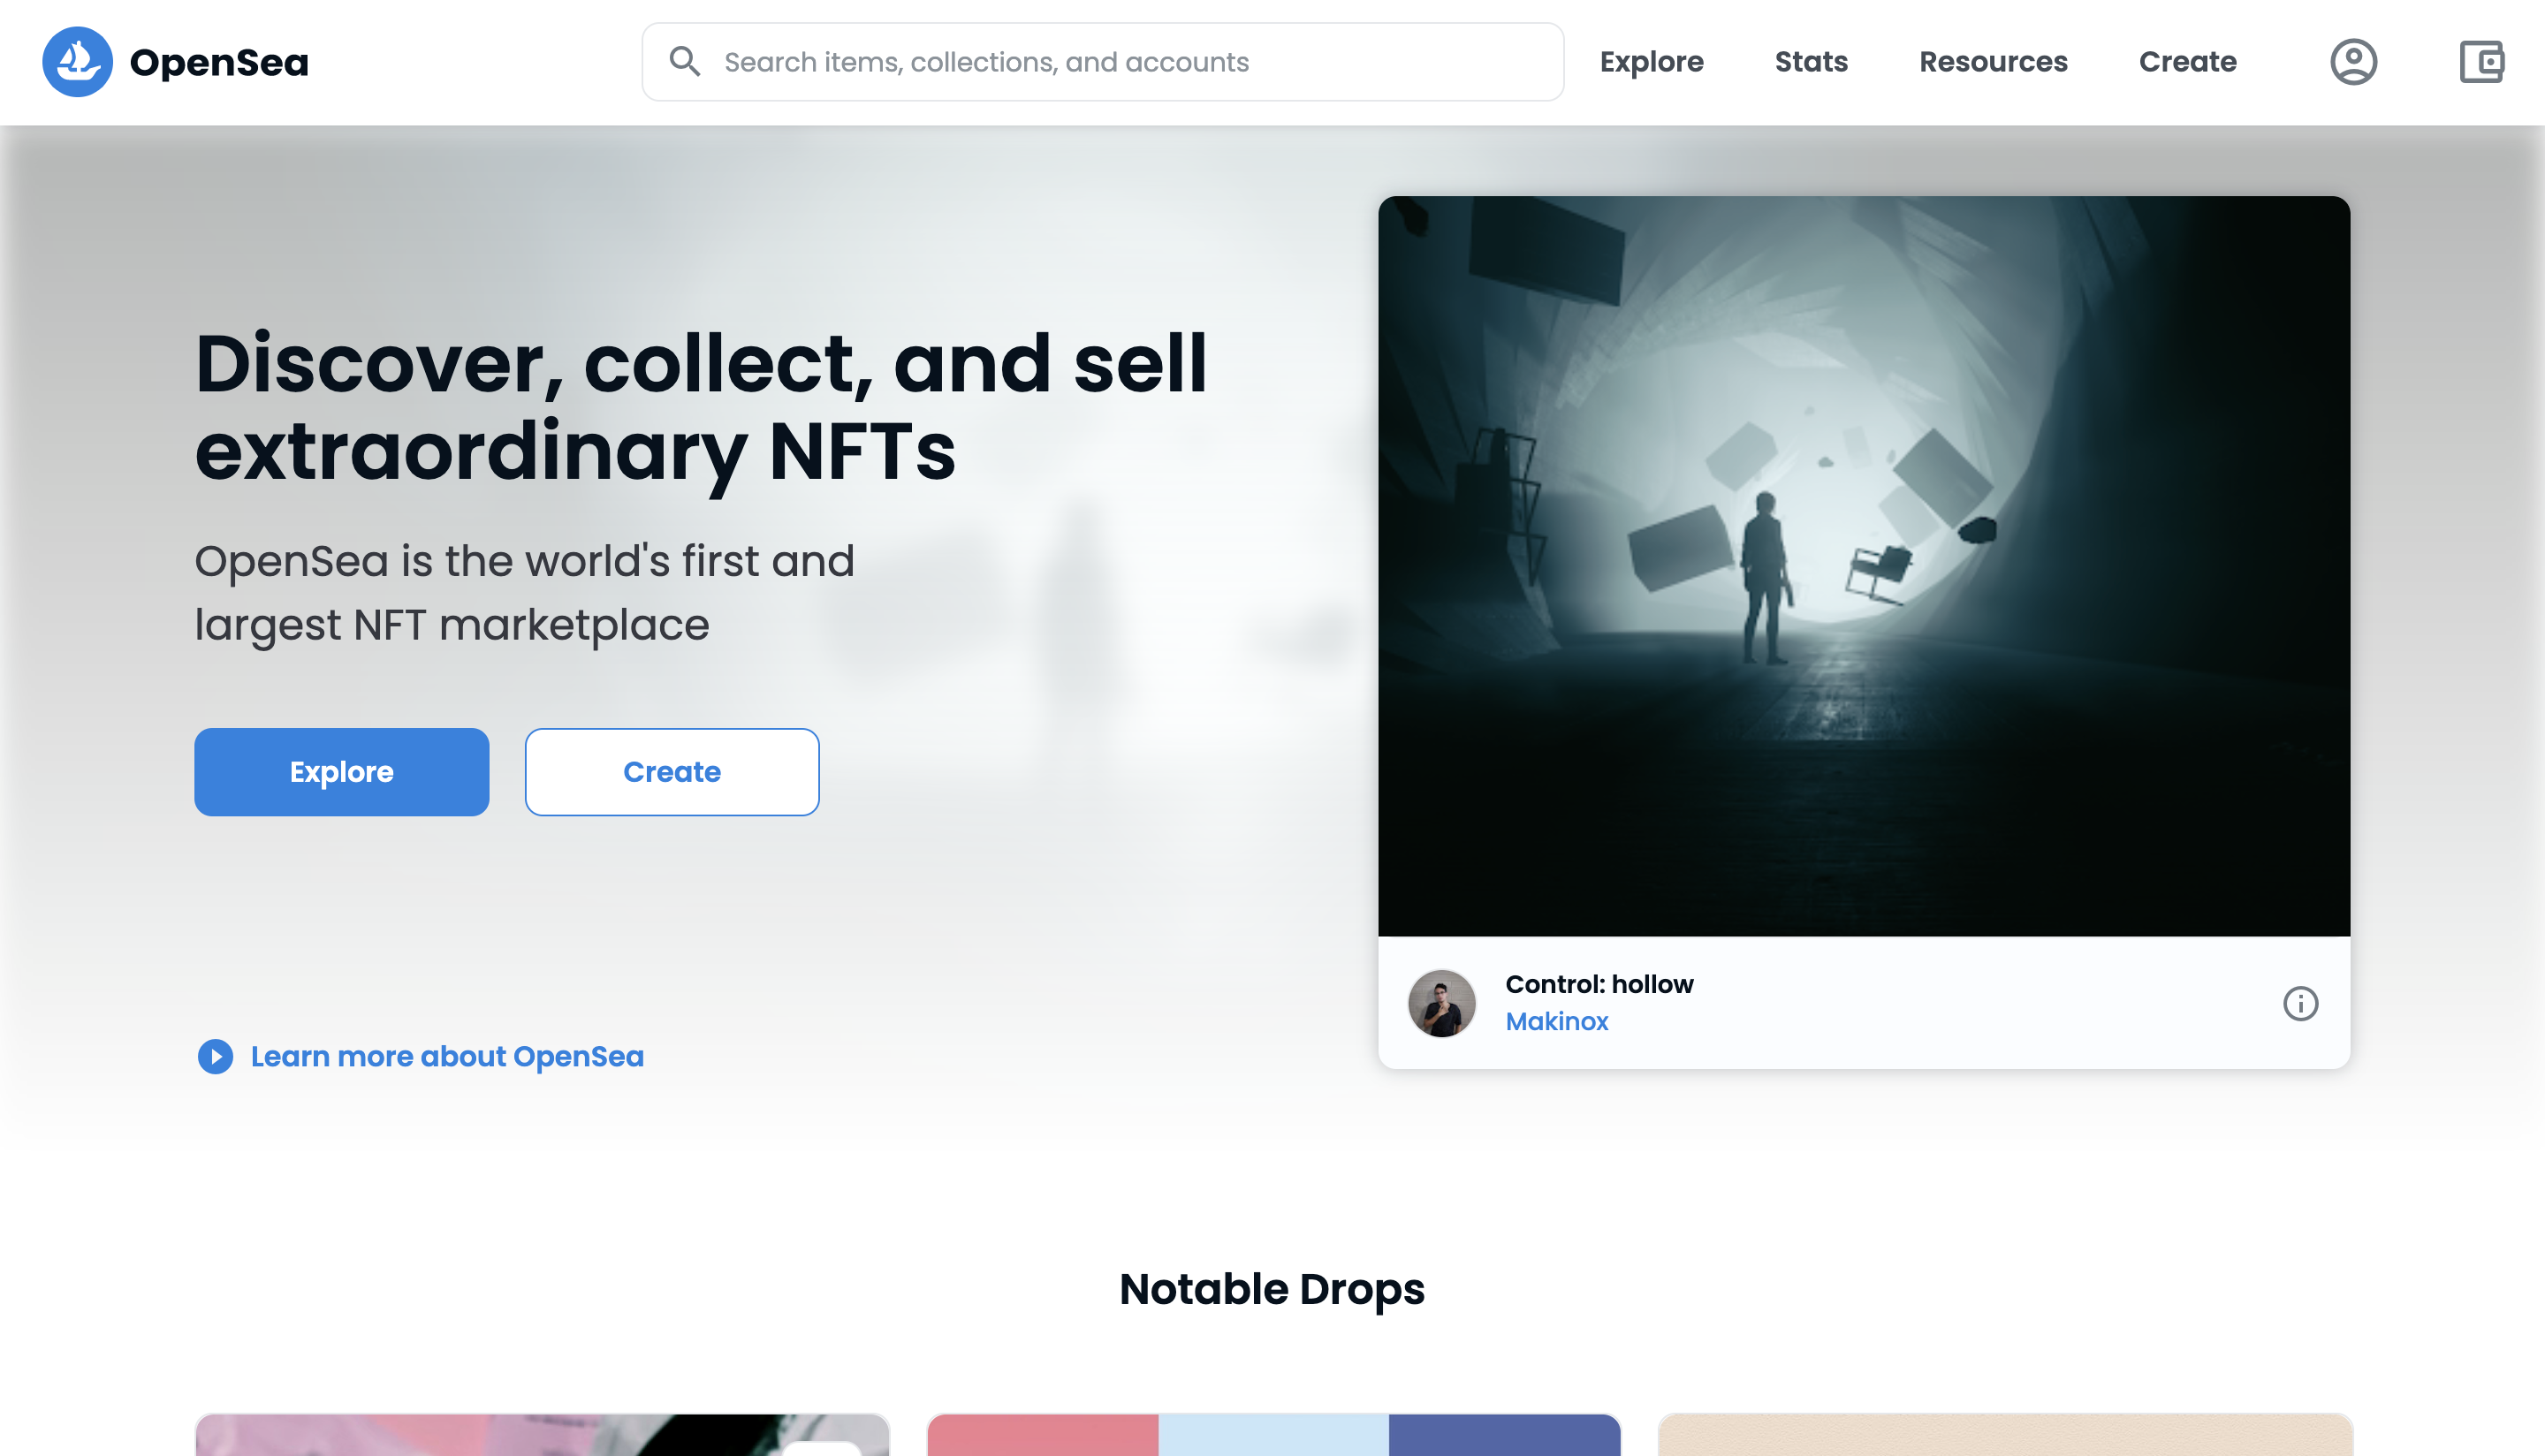 OpenSea
Search items, collections, and accounts
Explore
Stats
Resources
Create
Discover, collect, and sell
extraordinary NFTs
OpenSea is the world's first and
largest NFT marketplace
Explore
Create
Learn more about OpenSea
Control: hollow
Makinox
Notable Drops